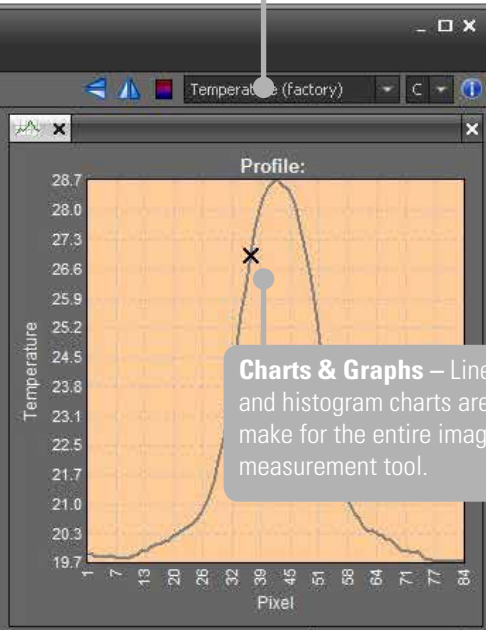 Temperat e (factory)
C
Profile:
28.7
28.0
27.3
26.6
25.9
25.2
24.5
23.8
23.1
22.5
21.7
21.0
20.3
19.7
Temperature
Charts & Graphs – Line
and histogram charts are
make for the entire imag
measurement tool.
1 7 13 20 26 32 39 45 51 58 64 71 77 84
Pixel